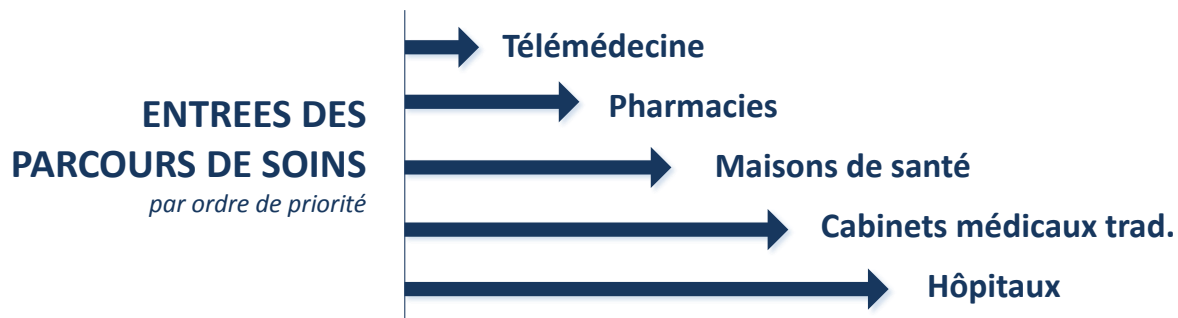 ENTREES DES
PARCOURS DE SOINS
par ordre de priorité
Télémédecine
Pharmacies
Maisons de santé
Cabinets médicaux trad.
Hôpitaux